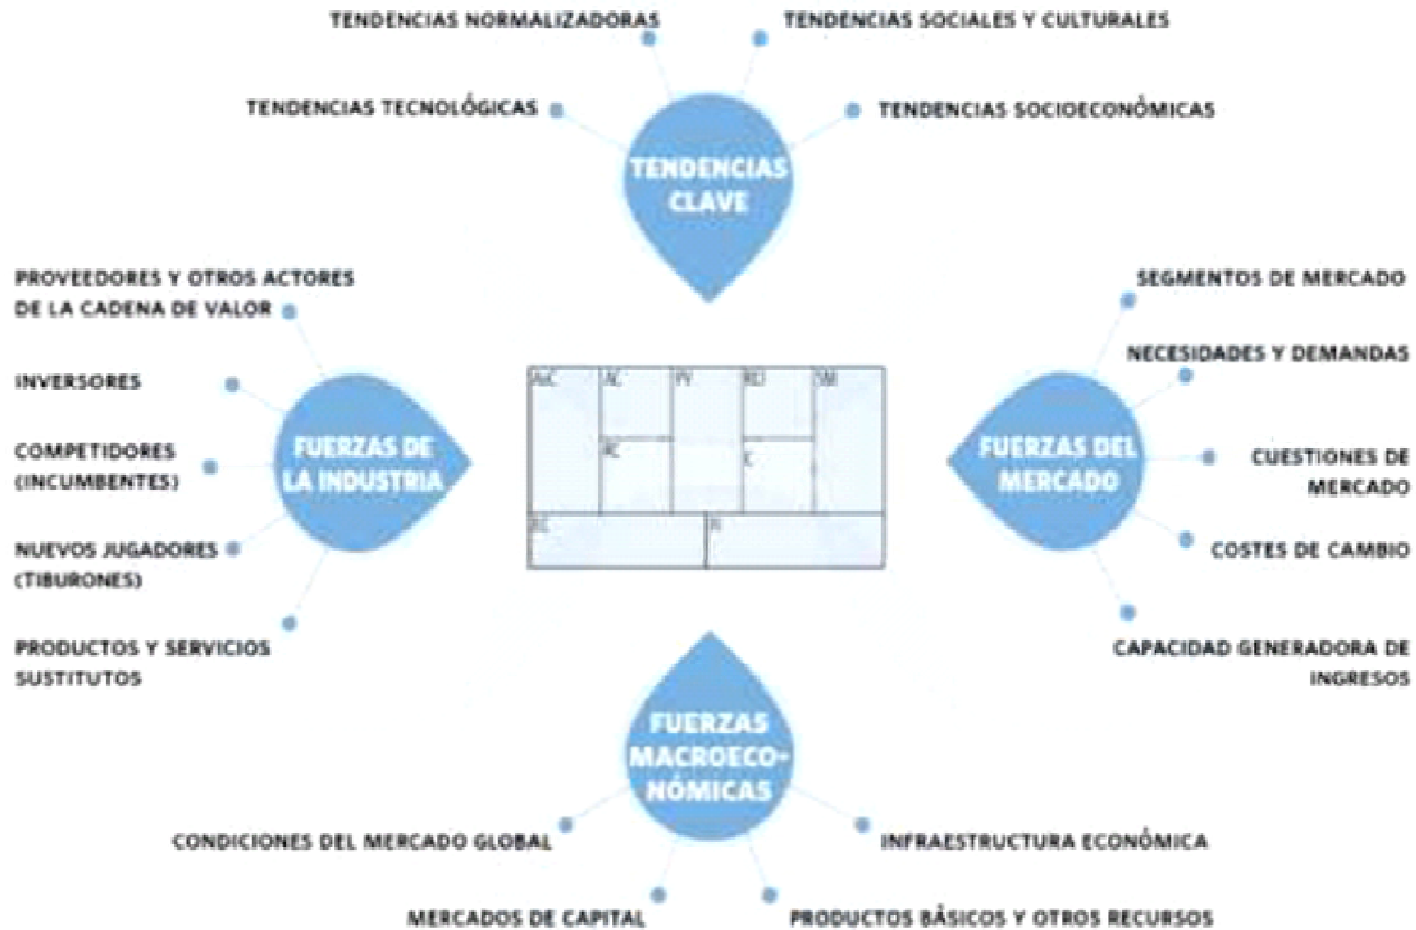 TENDENCIAS NORMALIZADORAS
TENDENCIAS SOCIALES Y CULTURALES
TENDENCIAS TECNOLÓGICAS
TENDENCIAS SOCIOECONÓMICAS
TENDENCIAS
CLAVE
PROVEEDORES Y OTROS ACTORES
DE LA CADENA DE VALOR
INVERSORES
COMPETIDORES
(INCUMBENTES)
NUEVOS JUGADORES
(TIBURONES)
PRODUCTOS Y SERVICIOS
SUSTITUTOS
FUERZAS DE
LA INDUSTRIA
AC
RC
FUERZAS DEL
MERCADO
SEGMENTOS DE MERCADO
NECESIDADES Y DEMANDAS
CUESTIONES DE
MERCADO
COSTES DE CAMBIO
CAPACIDAD GENERADORA DE
INGRESOS
FUERZAS
MACROECO-
NÓMICAS
CONDICIONES DEL MERCADO GLOBAL
INFRAESTRUCTURA ECONÓMICA
MERCADOS DE CAPITAL
PRODUCTOS BÁSICOS Y OTROS RECURSOS